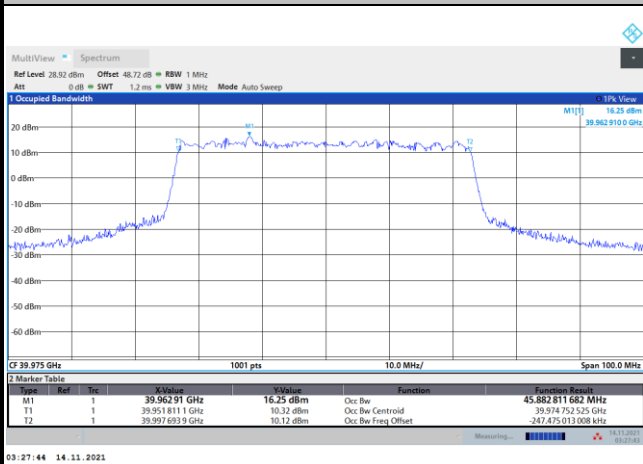 MultiView Spectrum
Ref Level 28.92 dBm Offset 48.72 dB RBW 1 MHz
Att 0 dB SWT 1.2 ms VBW 3 MHz Mode Auto Sweep
1 Occupied Bandwidth 1Pk View
M1[1] 16.25 dBm
39.962 910 0 GHz
M1
T1 T2
20 dBm
10 dBm
0 dBm
-10 dBm
-20 dBm
-30 dBm
-40 dBm
-50 dBm
-60 dBm
CF 39.975 GHz 1001 pts 10.0 MHz/ Span 100.0 MHz
2 Marker Table
Type Ref Trc X-Value Y-Value Function Function Result
M1 1 39.962 91 GHz 16.25 dBm Occ Bw 45.882 811 682 MHz
T1 1 39.951 811 1 GHz 10.32 dBm Occ Bw Centroid 39.974 752 525 GHz
T2 1 39.997 693 9 GHz 10.12 dBm Occ Bw Freq Offset -247.475 013 008 kHz
Measuring... 14.11.2021
03:27:43
03:27:44 14.11.2021